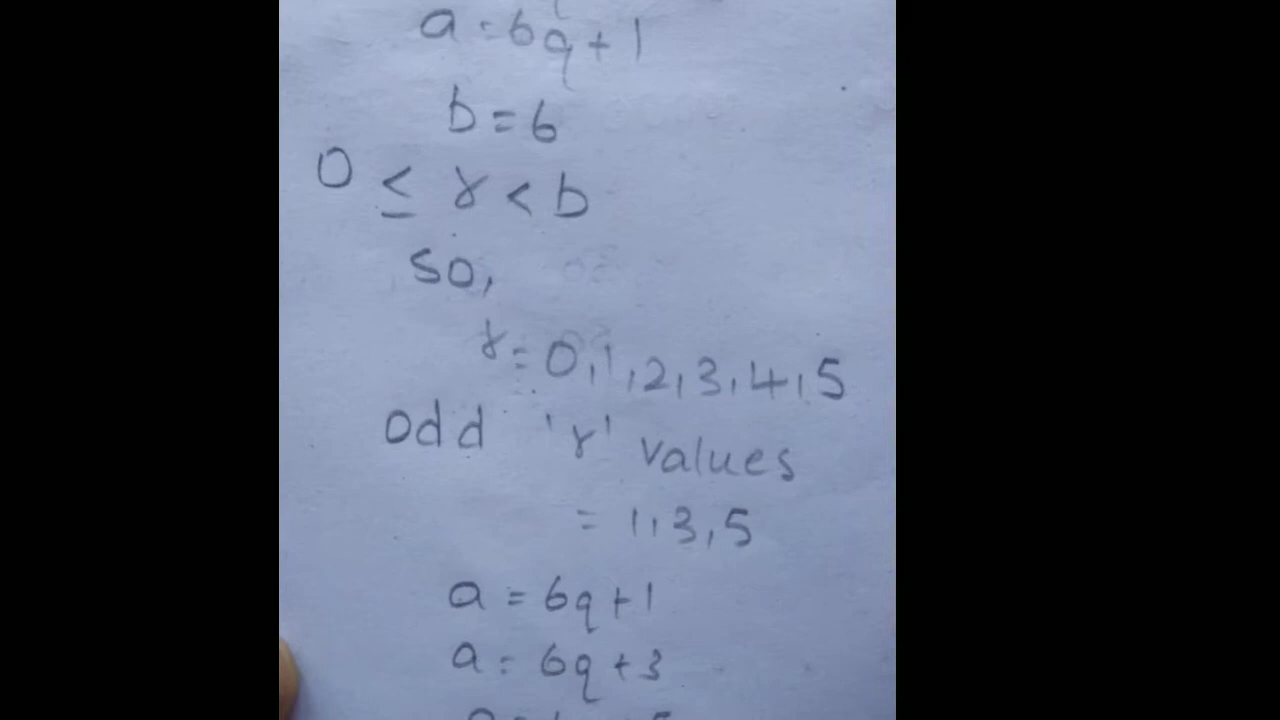 a = 6q + 1
b = 6
0 ≤ r < b
so,
r = 0, 1, 2, 3, 4, 5
odd 'r' values
= 1, 3, 5
a = 6q + 1
a = 6q + 3